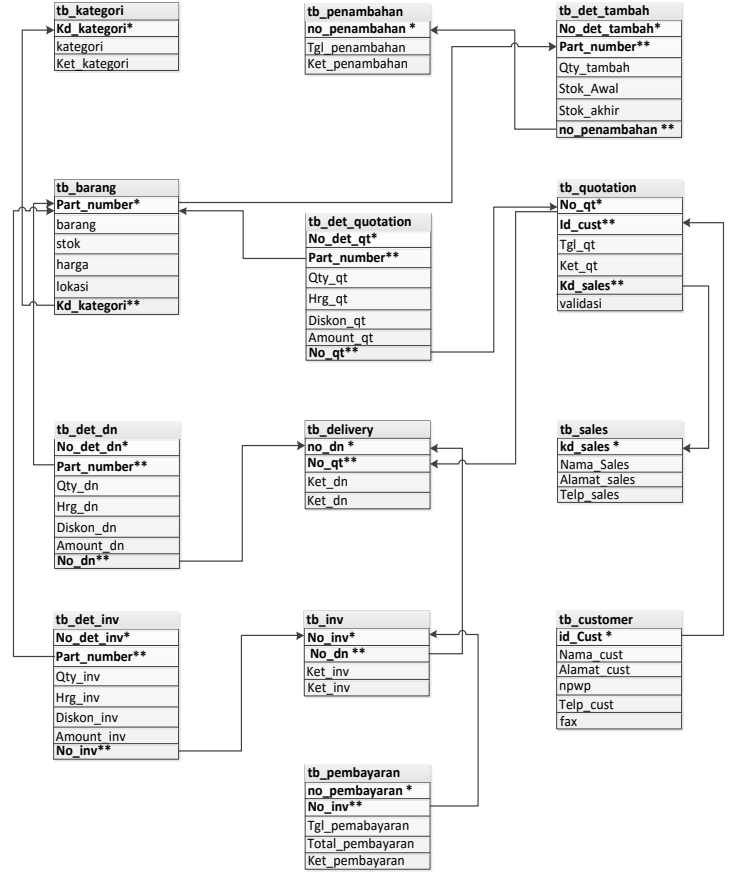 tb_kategori
Kd_kategori*
kategori
Ket_kategori
tb_penambahan
no_penambahan *
Tgl_penambahan
Ket_penambahan
tb_det_tambah
No_det_tambah*
Part_number**
Qty_tambah
Stok_Awal
Stok_akhir
no_penambahan **
tb_barang
Part_number*
barang
stok
harga
lokasi
Kd_kategori**
tb_det_quotation
No_det_qt*
Part_number**
Qty_qt
Hrg_qt
Diskon_qt
Amount_qt
No_qt**
tb_quotation
No_qt*
Id_cust**
Tgl_qt
Ket_qt
Kd_sales**
validasi
tb_det_dn
No_det_dn*
Part_number**
Qty_dn
Hrg_dn
Diskon_dn
Amount_dn
No_dn**
tb_delivery
no_dn *
No_qt**
Ket_dn
Ket_dn
tb_sales
kd_sales *
Nama_Sales
Alamat_sales
Telp_sales
tb_det_inv
No_det_inv*
Part_number**
Qty_inv
Hrg_inv
Diskon_inv
Amount_inv
No_inv**
tb_inv
No_inv*
No_dn **
Ket_inv
Ket_inv
tb_customer
id_Cust *
Nama_cust
Alamat_cust
npwp
Telp_cust
fax
tb_pembayaran
no_pembayaran *
No_inv**
Tgl_pemabayaran
Total_pembayaran
Ket_pembayaran